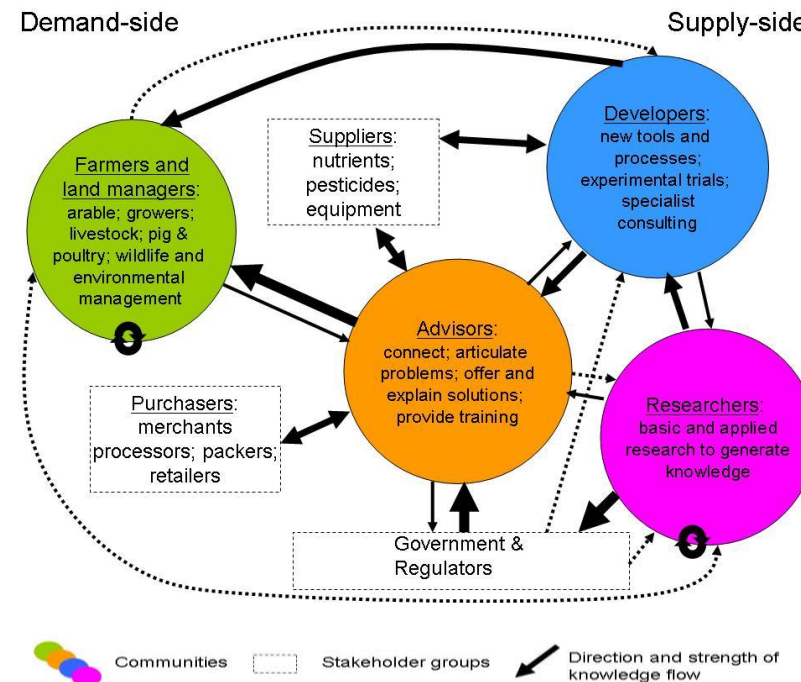 Demand-side
Supply-side
Developers:
new tools and
processes;
experimental trials;
specialist
consulting
Suppliers:
nutrients;
pesticides;
equipment
Farmers and
land managers:
arable; growers;
livestock; pig &
poultry; wildlife and
environmental
management
Advisors:
connect; articulate
problems; offer and
explain solutions;
provide training
Purchasers:
merchants
processors; packers;
retailers
Researchers:
basic and applied
research to generate
knowledge
Government &
Regulators
Communities
Stakeholder groups
Direction and strength of
knowledge flow